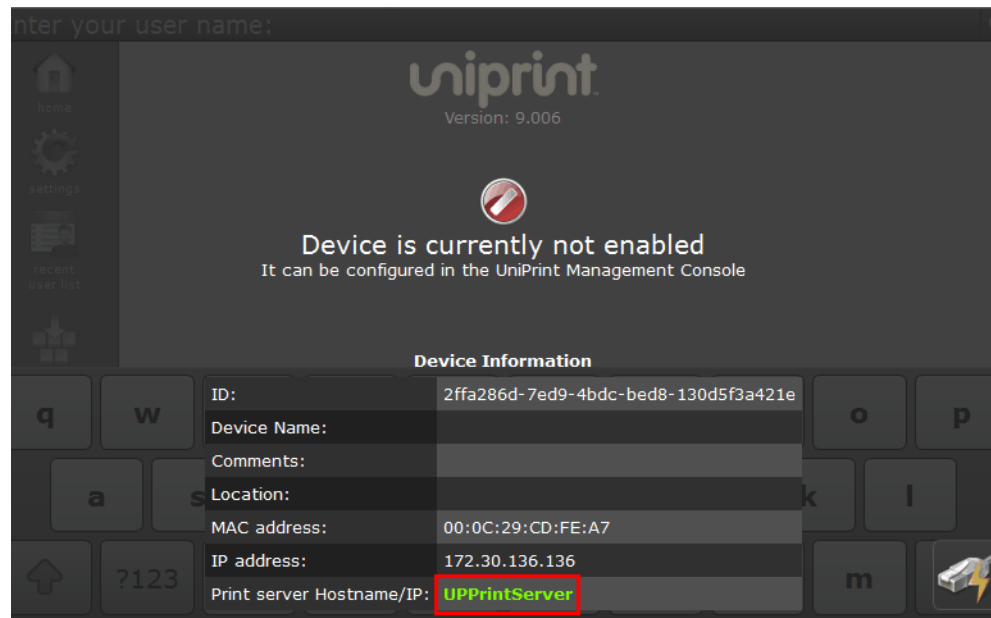 nter your user name:
uniprint
Version: 9.006
home
settings
recent
user list
Device is currently not enabled
It can be configured in the UniPrint Management Console
Device Information
q w o p
ID: 2ffa286d-7ed9-4bdc-bed8-130d5f3a421e
Device Name:
Comments:
a s k l
Location:
MAC address: 00:0C:29:CD:FE:A7
IP address: 172.30.136.136
?123 m
Print server Hostname/IP: UPPrintServer